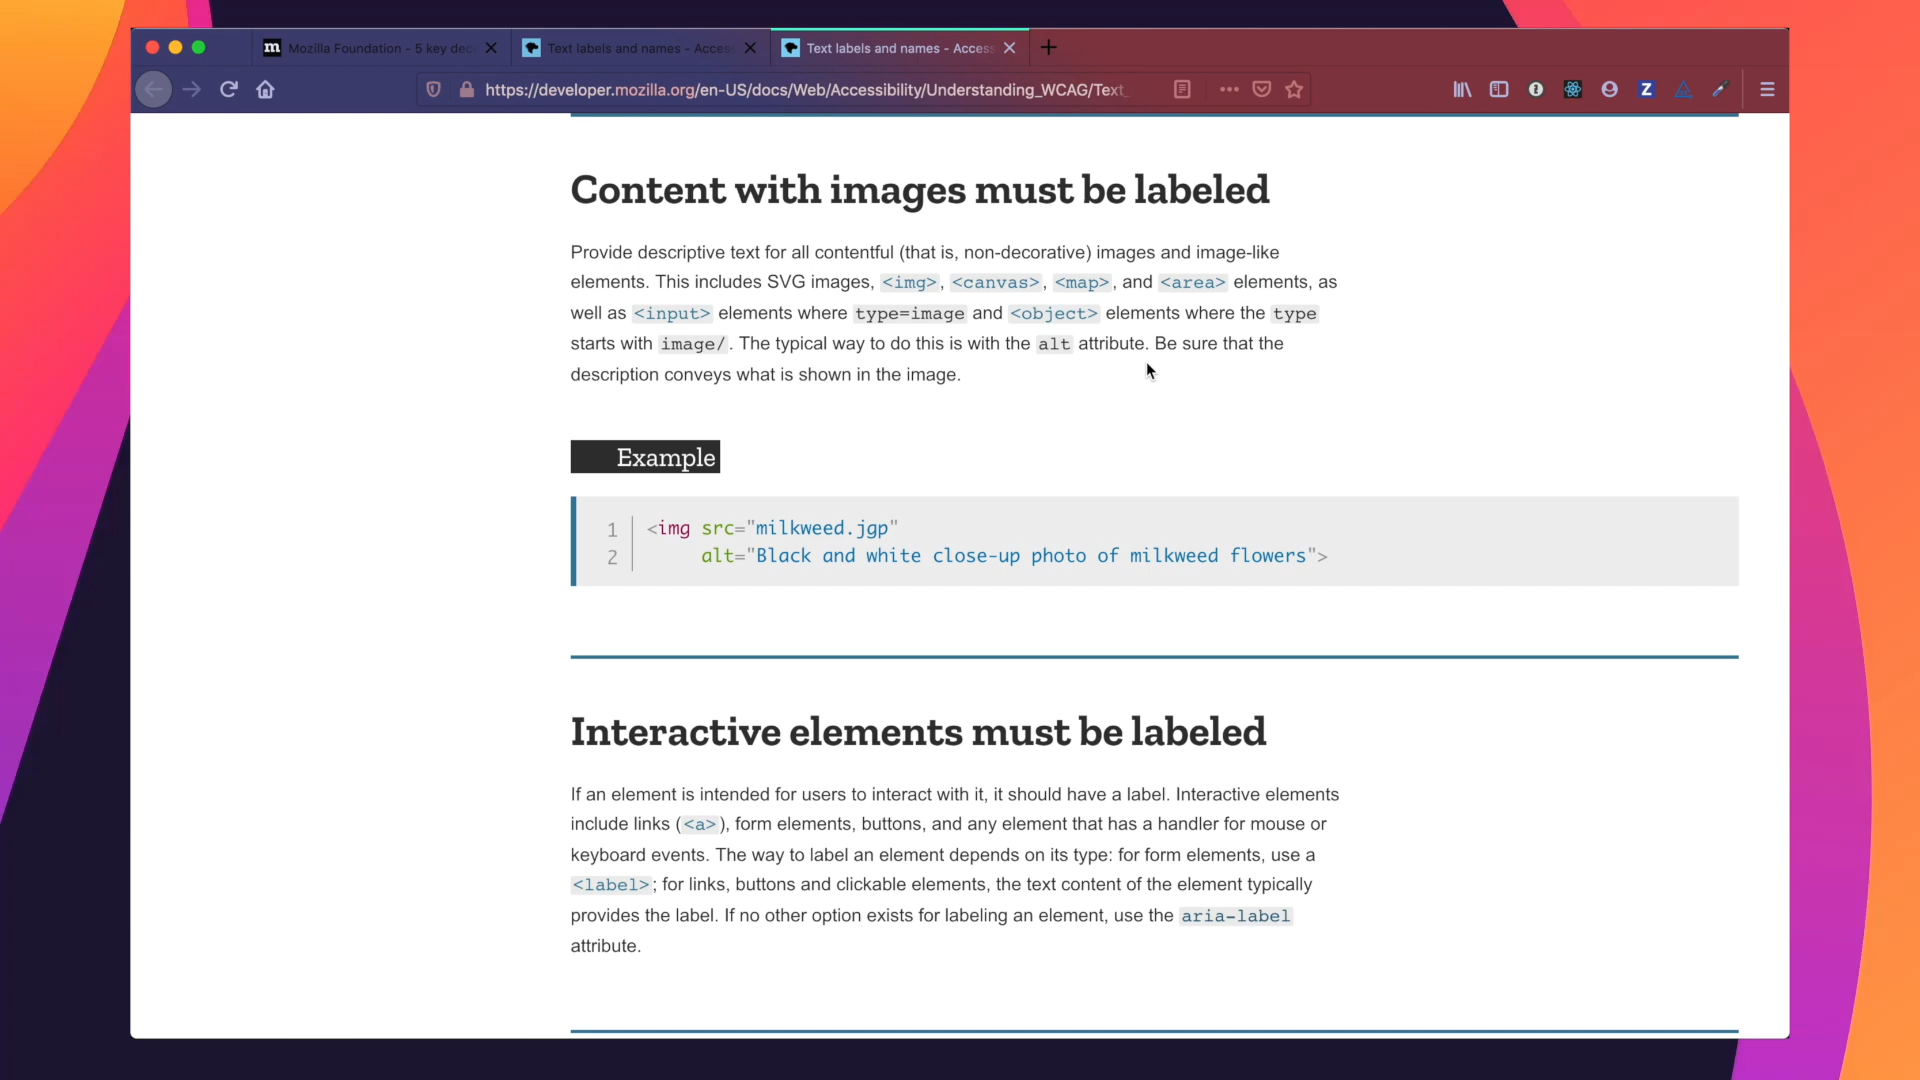 Mozilla Foundation - 5 key dec
Text labels and names - Acces
Text labels and names - Acces
https://developer.mozilla.org/en-US/docs/Web/Accessibility/Understanding_WCAG/Text_
Content with images must be labeled
Provide descriptive text for all contentful (that is, non-decorative) images and image-like
elements. This includes SVG images, <img>, <canvas>, <map>, and <area> elements, as
well as <input> elements where type=image and <object> elements where the type
starts with image/. The typical way to do this is with the alt attribute. Be sure that the
description conveys what is shown in the image.
Example
1 <img src="milkweed.jgp"
2 alt="Black and white close-up photo of milkweed flowers">
Interactive elements must be labeled
If an element is intended for users to interact with it, it should have a label. Interactive elements
include links (<a>), form elements, buttons, and any element that has a handler for mouse or
keyboard events. The way to label an element depends on its type: for form elements, use a
<label>; for links, buttons and clickable elements, the text content of the element typically
provides the label. If no other option exists for labeling an element, use the aria-label
attribute.